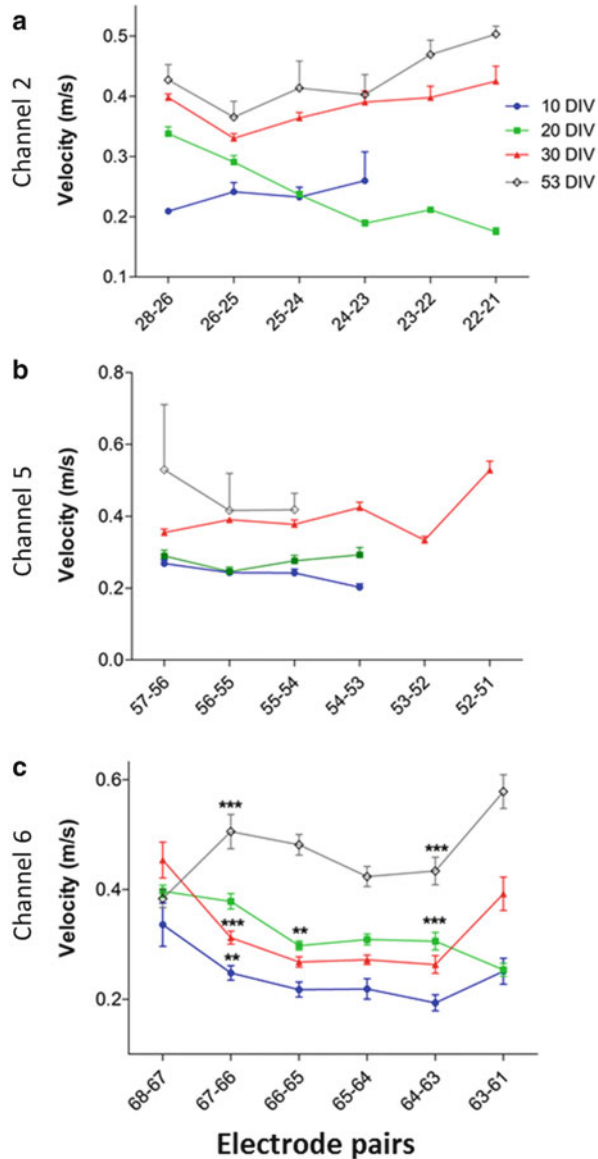 a
Channel 2
Velocity (m/s)
0.5
0.4
0.3
0.2
0.1
28-26
26-25
25-24
24-23
23-22
22-21
10 DIV
20 DIV
30 DIV
53 DIV
b
Channel 5
Velocity (m/s)
0.8
0.6
0.4
0.2
0.0
57-56
56-55
55-54
54-53
53-52
52-51
c
Channel 6
Velocity (m/s)
0.6
0.4
0.2
***
***
**
**
***
***
68-67
67-66
66-65
65-64
64-63
63-61
Electrode pairs